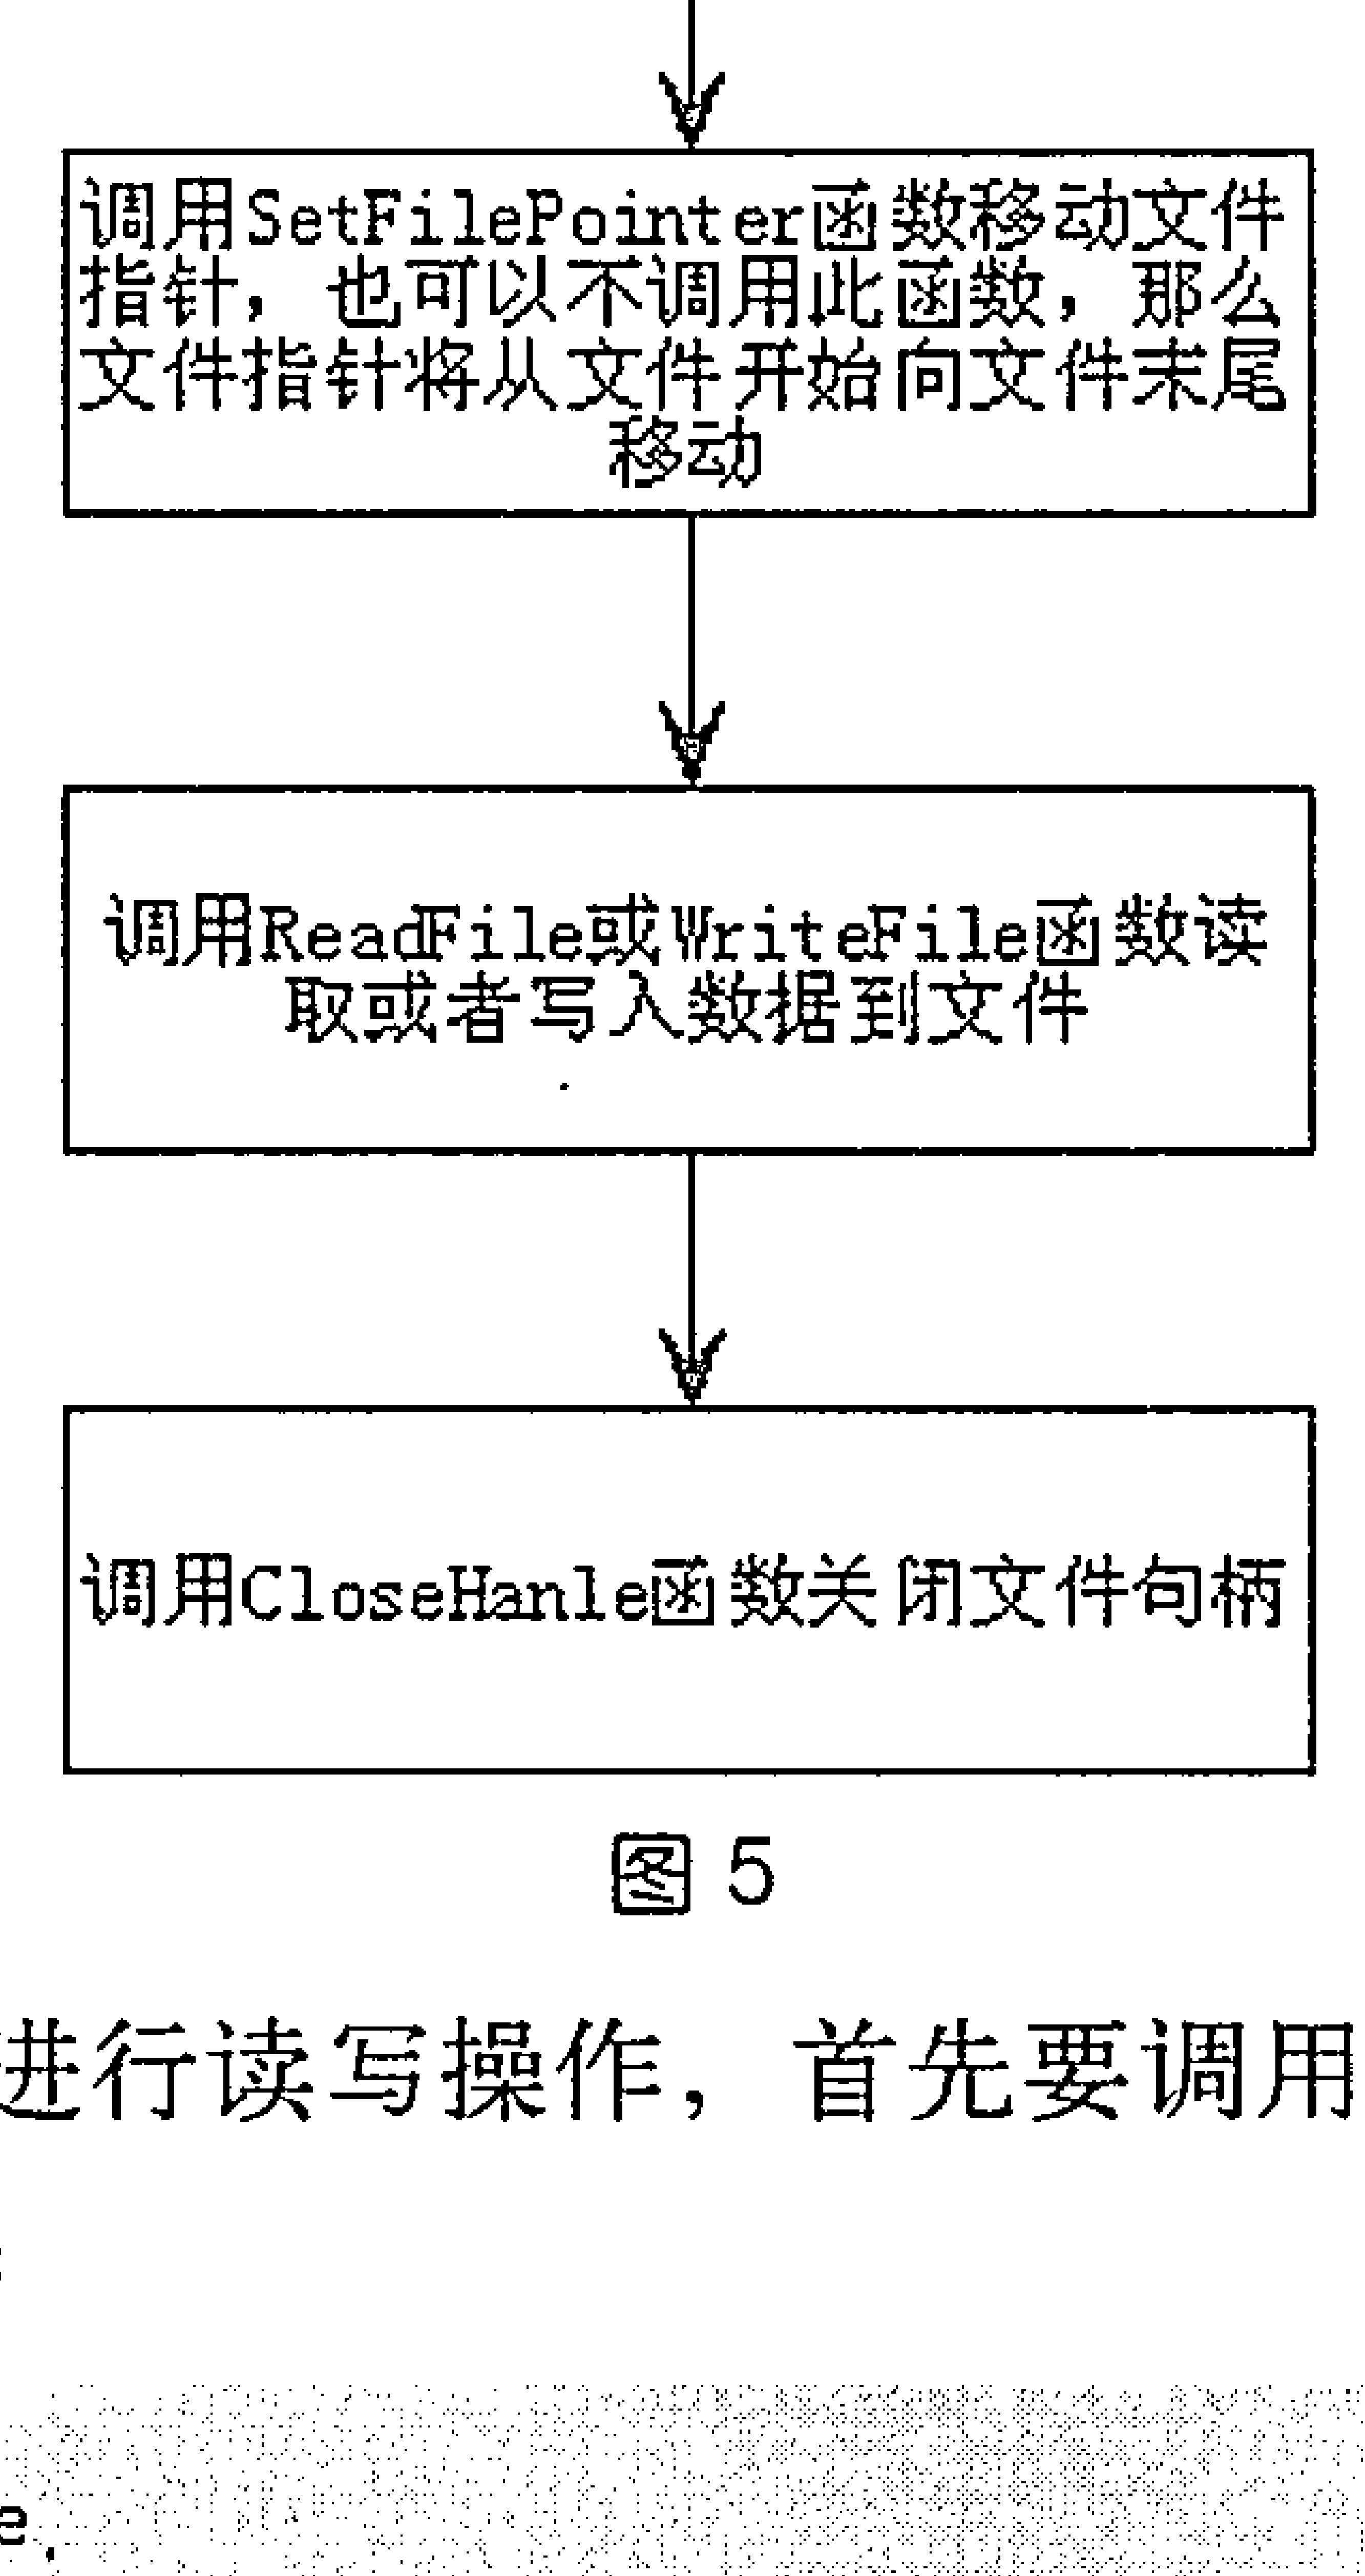 调用SetFilePointer函数移动文件
指针，也可以不调用此函数，那么
文件指针将从文件开始向文件末尾
移动
调用ReadFile或WriteFile函数读
取或者写入数据到文件
调用CloseHanle函数关闭文件句柄
图 5
进行读写操作，首先要调用